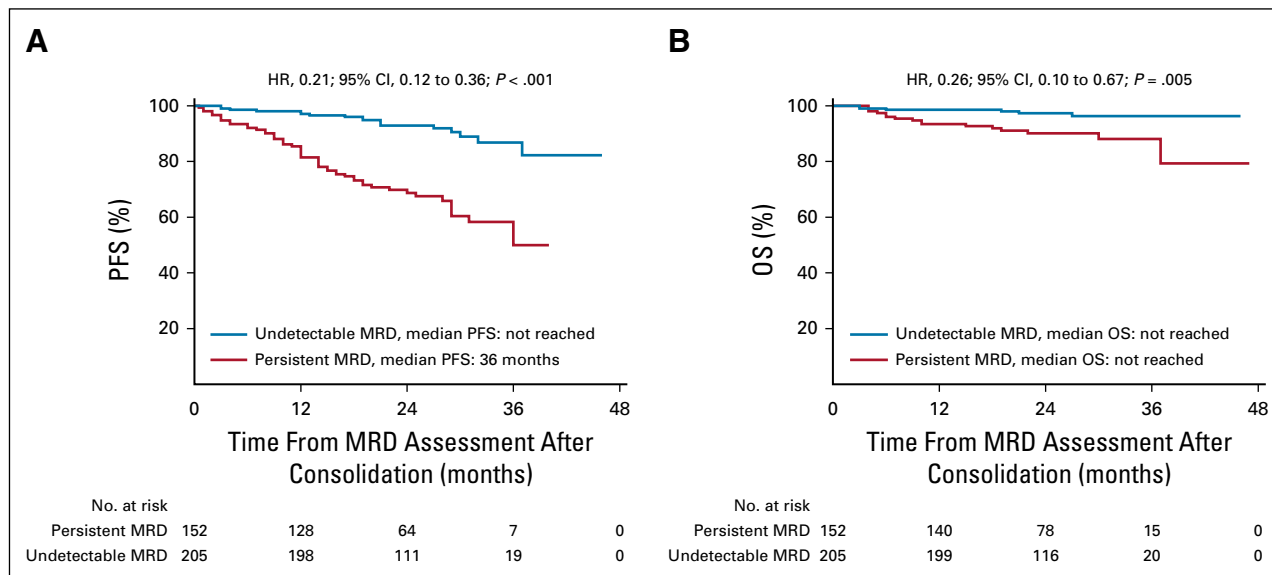 A
HR, 0.21; 95% CI, 0.12 to 0.36; P < .001
100
80
60
40
20
PFS (%)
Undetectable MRD, median PFS: not reached
Persistent MRD, median PFS: 36 months
0 12 24 36 48
Time From MRD Assessment After
Consolidation (months)
No. at risk
Persistent MRD 152 128 64 7 0
Undetectable MRD 205 198 111 19 0
B
HR, 0.26; 95% CI, 0.10 to 0.67; P = .005
100
80
60
40
20
OS (%)
Undetectable MRD, median OS: not reached
Persistent MRD, median OS: not reached
0 12 24 36 48
Time From MRD Assessment After
Consolidation (months)
No. at risk
Persistent MRD 152 140 78 15 0
Undetectable MRD 205 199 116 20 0